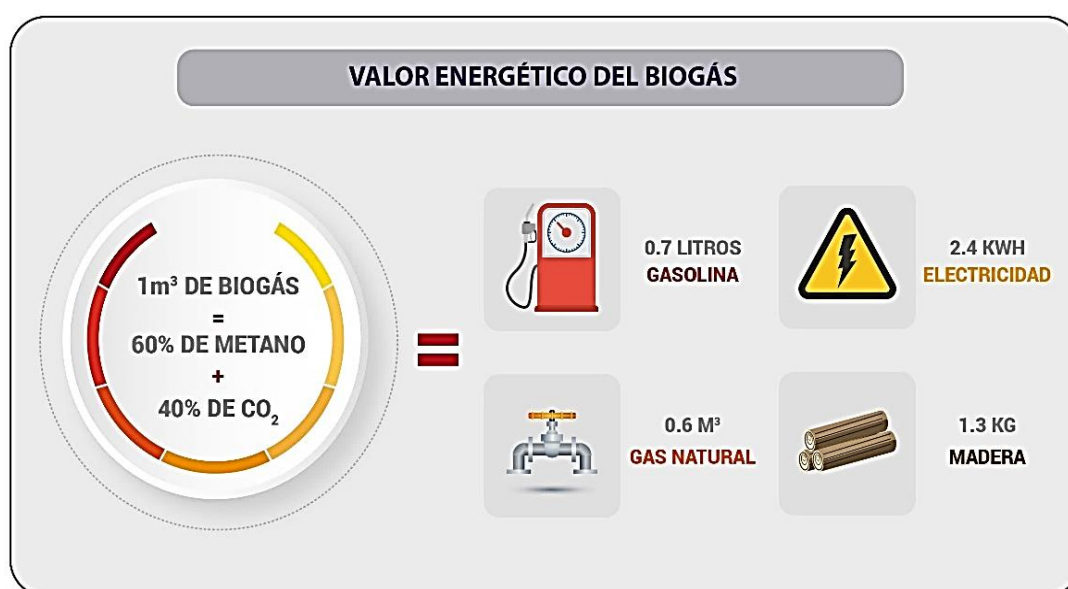 VALOR ENERGÉTICO DEL BIOGÁS
1m³ DE BIOGÁS
=
60% DE METANO
+
40% DE CO₂
=
0.7 LITROS
GASOLINA
2.4 KWH
ELECTRICIDAD
0.6 M³
GAS NATURAL
1.3 KG
MADERA